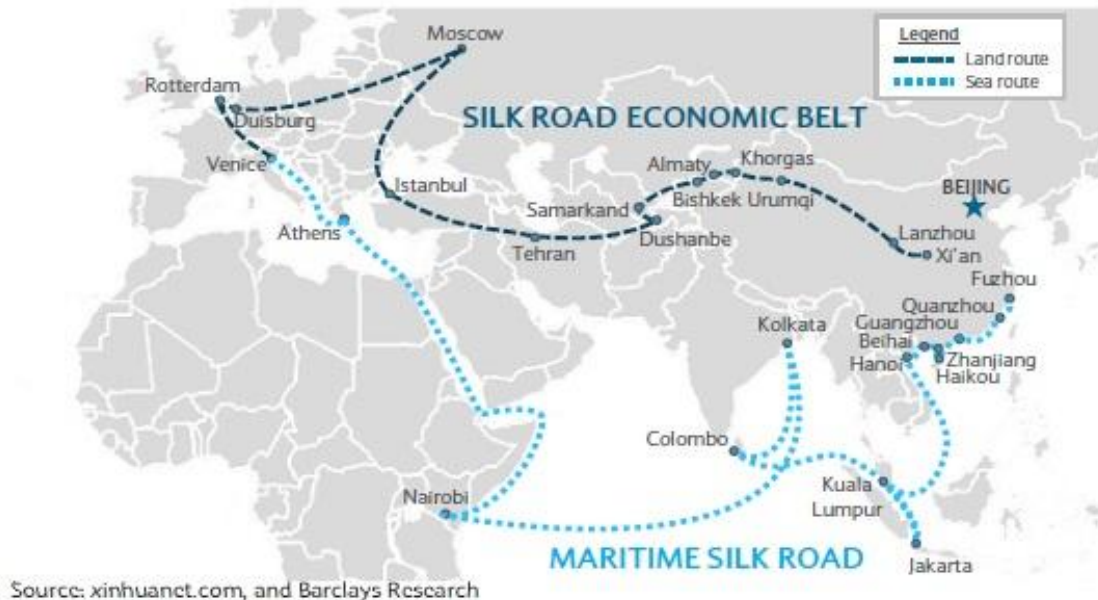 Legend
Land route
Sea route
Moscow
Rotterdam
Duisburg
SILK ROAD ECONOMIC BELT
Venice
Istanbul
Almaty
Khorgas
Bishkek
Urumqi
BEIJING
Samarkand
Athens
Tehran
Dushanbe
Lanzhou
Xi'an
Fuzhou
Quanzhou
Kolkata
Guangzhou
Beihai
Hanoi
Zhanjiang
Haikou
Colombo
Kuala
Lumpur
Nairobi
MARITIME SILK ROAD
Jakarta
Source: xinhuanet.com, and Barclays Research